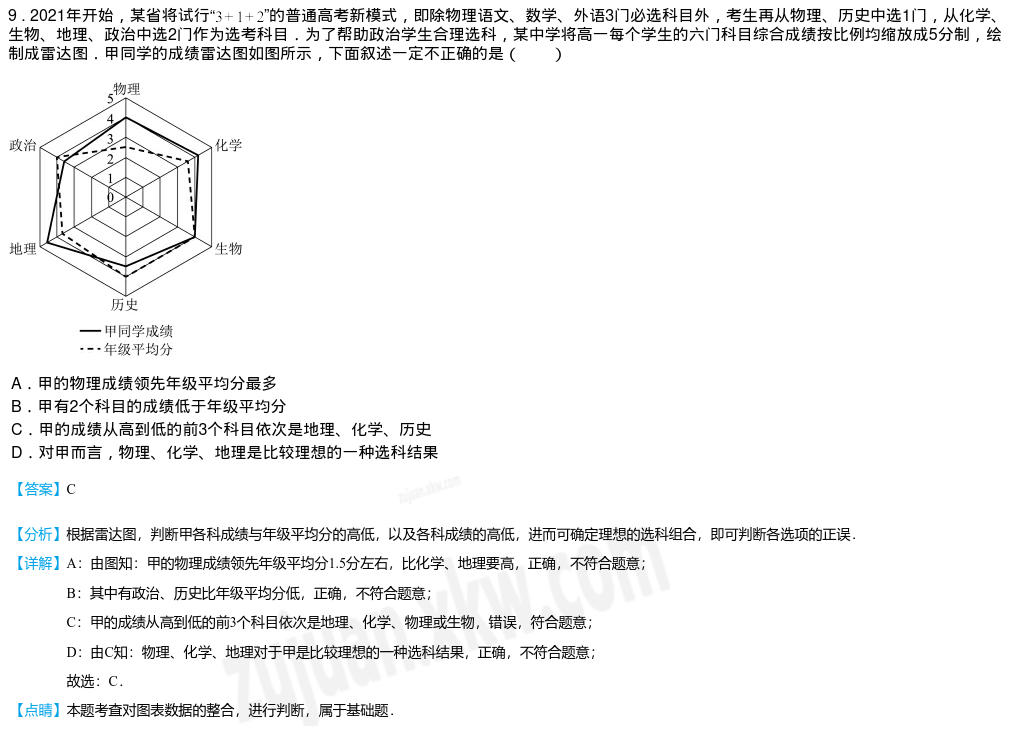 9．2021年开始，某省将试行“3+1+2”的普通高考新模式，即除物理语文、数学、外语3门必选科目外，考生再从物理、历史中选1门，从化学、
生物、地理、政治中选2门作为选考科目．为了帮助政治学生合理选科，某中学将高一每个学生的六门科目综合成绩按比例均缩放成5分制，绘
制成雷达图．甲同学的成绩雷达图如图所示，下面叙述一定不正确的是（　　）
物理
5
4
政治
化学
3
2
1
0
地理
生物
历史
甲同学成绩
年级平均分
A．甲的物理成绩领先年级平均分最多
B．甲有2个科目的成绩低于年级平均分
C．甲的成绩从高到低的前3个科目依次是地理、化学、历史
D．对甲而言，物理、化学、地理是比较理想的一种选科结果
【答案】C
zujuan.xkw.com
【分析】根据雷达图，判断甲各科成绩与年级平均分的高低，以及各科成绩的高低，进而可确定理想的选科组合，即可判断各选项的正误．
【详解】A：由图知：甲的物理成绩领先年级平均分1.5分左右，比化学、地理要高，正确，不符合题意；
B：其中有政治、历史比年级平均分低，正确，不符合题意；
C：甲的成绩从高到低的前3个科目依次是地理、化学、物理或生物，错误，符合题意；
D：由C知：物理、化学、地理对于甲是比较理想的一种选科结果，正确，不符合题意；
故选：C．
zujuan.xkw.com
【点睛】本题考查对图表数据的整合，进行判断，属于基础题．